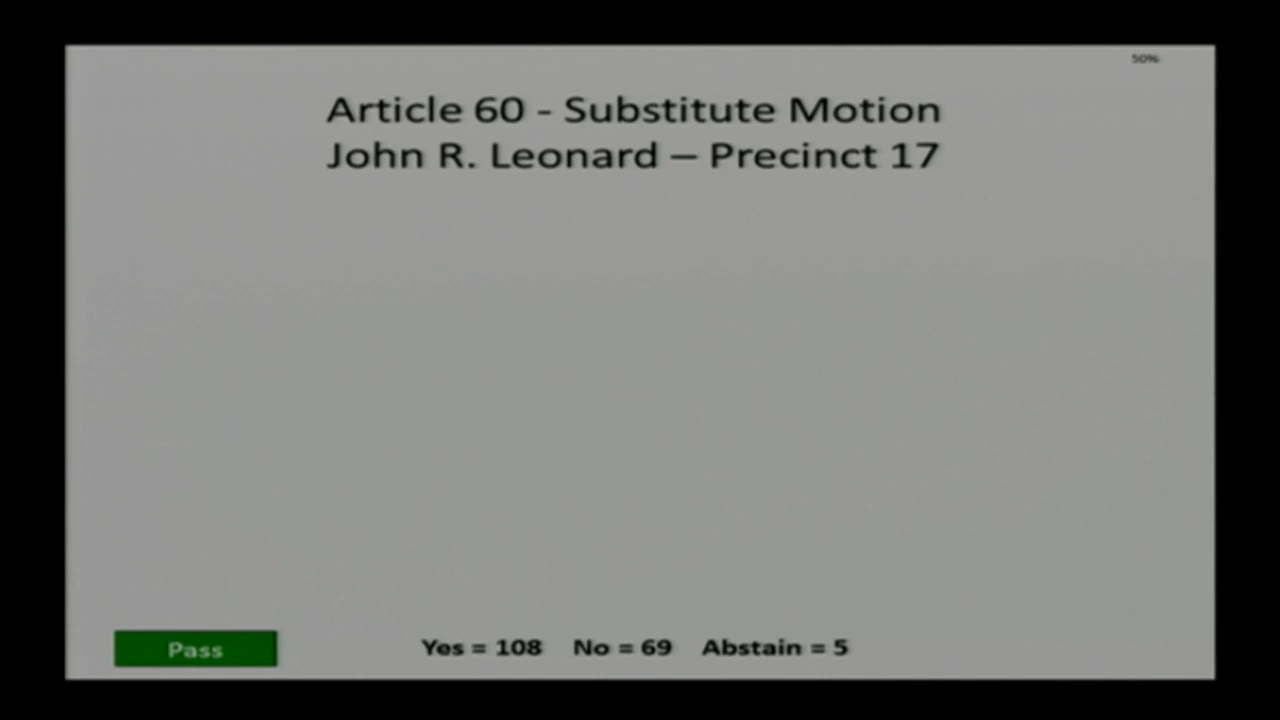 50%
Article 60 - Substitute Motion
John R. Leonard – Precinct 17
Pass
Yes = 108 No = 69 Abstain = 5